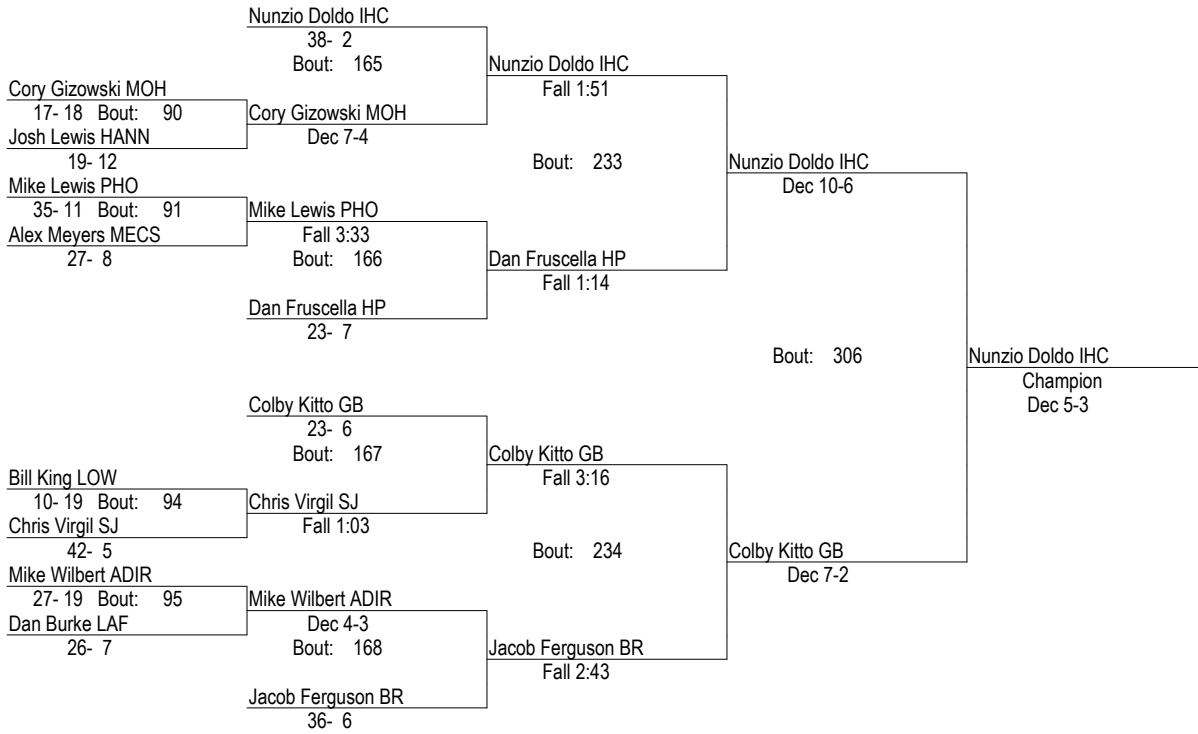 Nunzio Doldo IHC
38- 2
Bout: 165
Nunzio Doldo IHC
Fall 1:51
Cory Gizowski MOH
17- 18 Bout: 90
Cory Gizowski MOH
Dec 7-4
Josh Lewis HANN
19- 12
Bout: 233
Nunzio Doldo IHC
Dec 10-6
Mike Lewis PHO
35- 11 Bout: 91
Mike Lewis PHO
Fall 3:33
Alex Meyers MECS
27- 8
Bout: 166
Dan Fruscella HP
Fall 1:14
Dan Fruscella HP
23- 7
Bout: 306
Nunzio Doldo IHC
Champion
Dec 5-3
Colby Kitto GB
23- 6
Bout: 167
Colby Kitto GB
Fall 3:16
Bill King LOW
10- 19 Bout: 94
Chris Virgil SJ
Fall 1:03
Chris Virgil SJ
42- 5
Bout: 234
Colby Kitto GB
Dec 7-2
Mike Wilbert ADIR
27- 19 Bout: 95
Mike Wilbert ADIR
Dec 4-3
Dan Burke LAF
26- 7
Bout: 168
Jacob Ferguson BR
Fall 2:43
Jacob Ferguson BR
36- 6